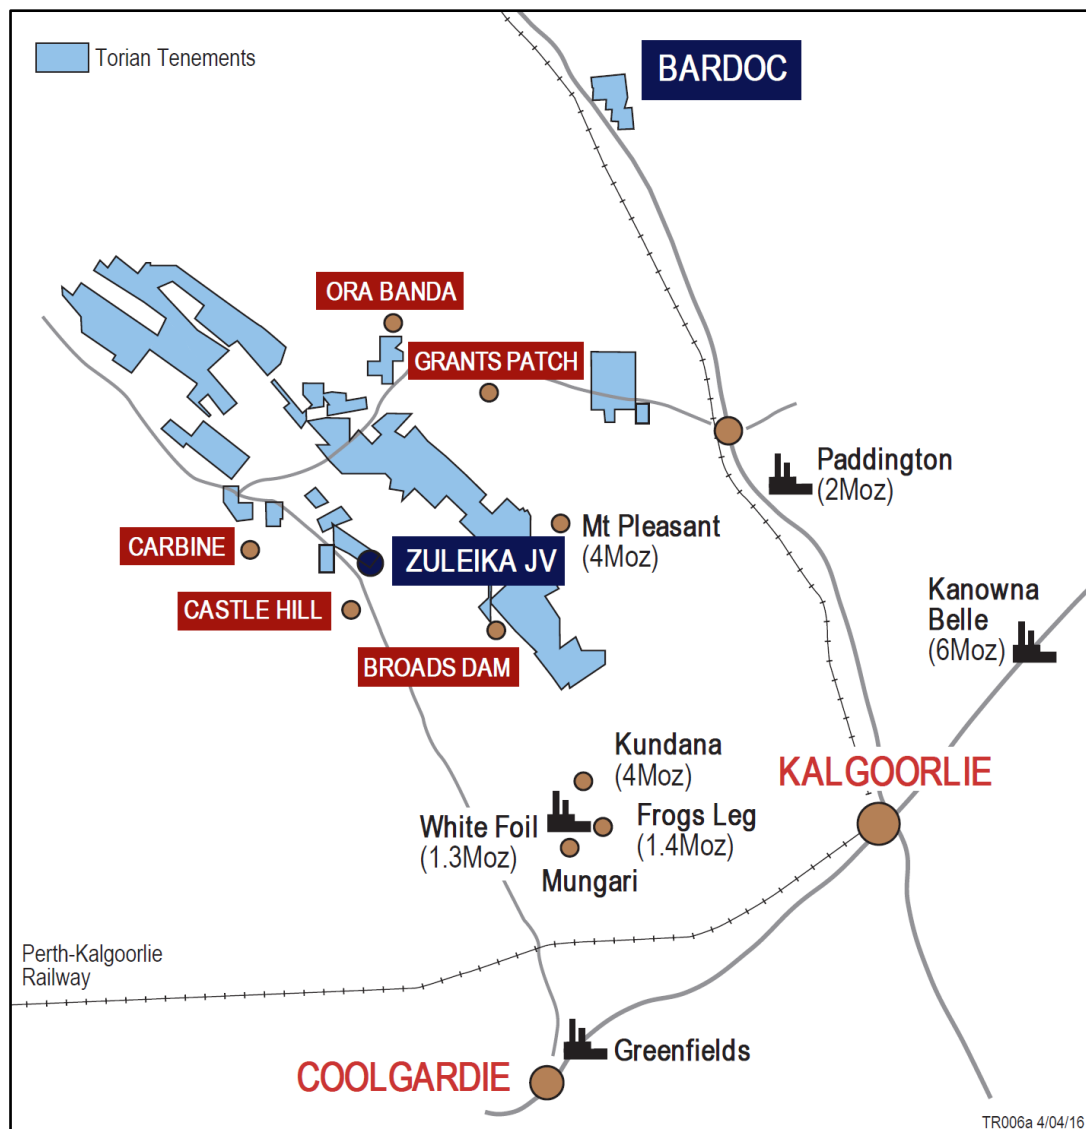 Torian Tenements
BARDOC
ORA BANDA
GRANTS PATCH
Paddington
(2Moz)
Mt Pleasant
(4Moz)
CARBINE
ZULEIKA JV
CASTLE HILL
Kanowna
Belle
(6Moz)
BROADS DAM
Kundana
(4Moz)
KALGOORLIE
White Foil
(1.3Moz)
Frogs Leg
(1.4Moz)
Mungari
Perth-Kalgoorlie
Railway
Greenfields
COOLGARDIE
TR006a 4/04/16